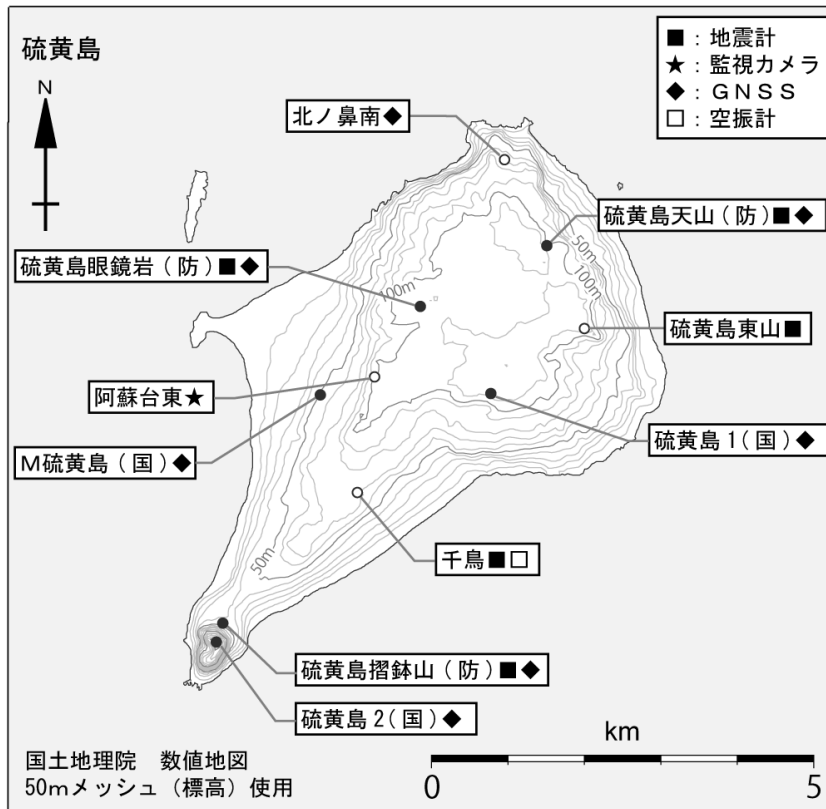 硫黄島
N
■：地震計
★：監視カメラ
◆：ＧＮＳＳ
□：空振計
北ノ鼻南◆
硫黄島天山（防）■◆
50m
100m
硫黄島眼鏡岩（防）■◆
100m
硫黄島東山■
阿蘇台東★
硫黄島1(国)◆
Ｍ硫黄島（国）◆
千鳥■□
50m
硫黄島摺鉢山（防）■◆
硫黄島2(国)◆
km
0 5
国土地理院　数値地図
50mメッシュ（標高）使用